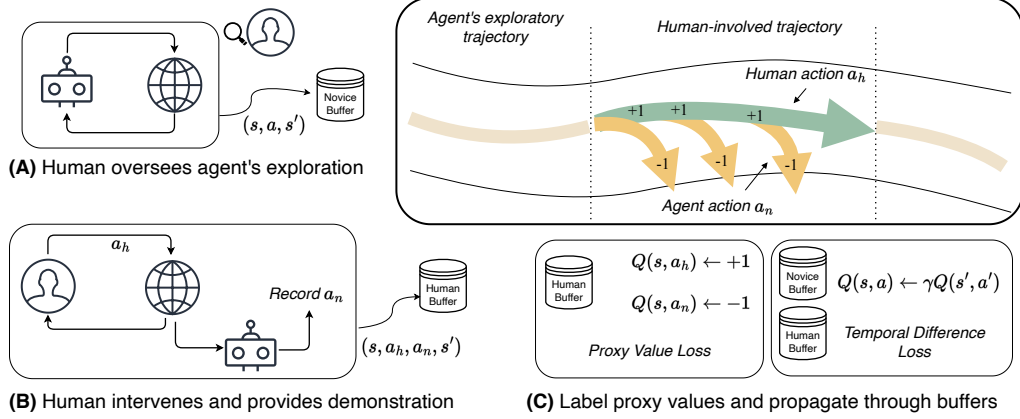 Novice
Buffer
(s, a, s′)
(A) Human oversees agent's exploration
Agent's exploratory
trajectory
Human-involved trajectory
Human action a_h
+1
+1
+1
-1
-1
-1
Agent action a_n
a_h
Record a_n
Human
Buffer
(s, a_h, a_n, s′)
(B) Human intervenes and provides demonstration
Human
Buffer
Q(s, a_h) ← +1
Q(s, a_n) ← −1
Proxy Value Loss
Novice
Buffer
Q(s, a) ← γQ(s′, a′)
Human
Buffer
Temporal Difference
Loss
(C) Label proxy values and propagate through buffers